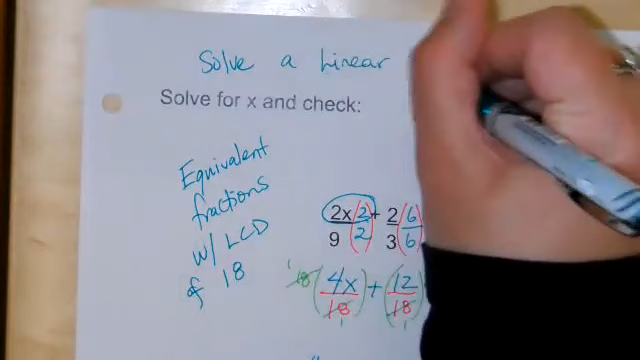 Solve a Linear
Solve for x and check:
Equivalent
fractions
w/ LCD
of 18
2x/9 (2/2) + 2/3 (6/6)
18 (4x/18) + (12/18)